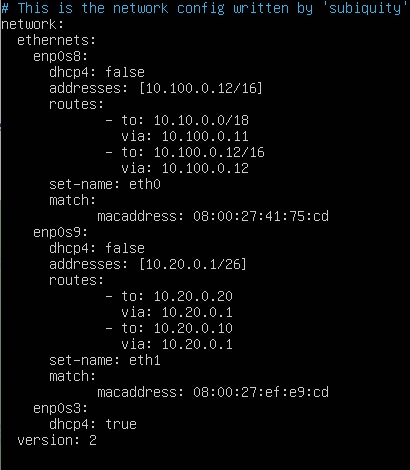 # This is the network config written by 'subiquity'
network:
  ethernets:
    enp0s8:
      dhcp4: false
      addresses: [10.100.0.12/16]
      routes:
             - to: 10.10.0.0/18
               via: 10.100.0.11
             - to: 10.100.0.12/16
               via: 10.100.0.12
      set-name: eth0
      match:
            macaddress: 08:00:27:41:75:cd
    enp0s9:
      dhcp4: false
      addresses: [10.20.0.1/26]
      routes:
             - to: 10.20.0.20
               via: 10.20.0.1
             - to: 10.20.0.10
               via: 10.20.0.1
      set-name: eth1
      match:
            macaddress: 08:00:27:ef:e9:cd
    enp0s3:
      dhcp4: true
  version: 2